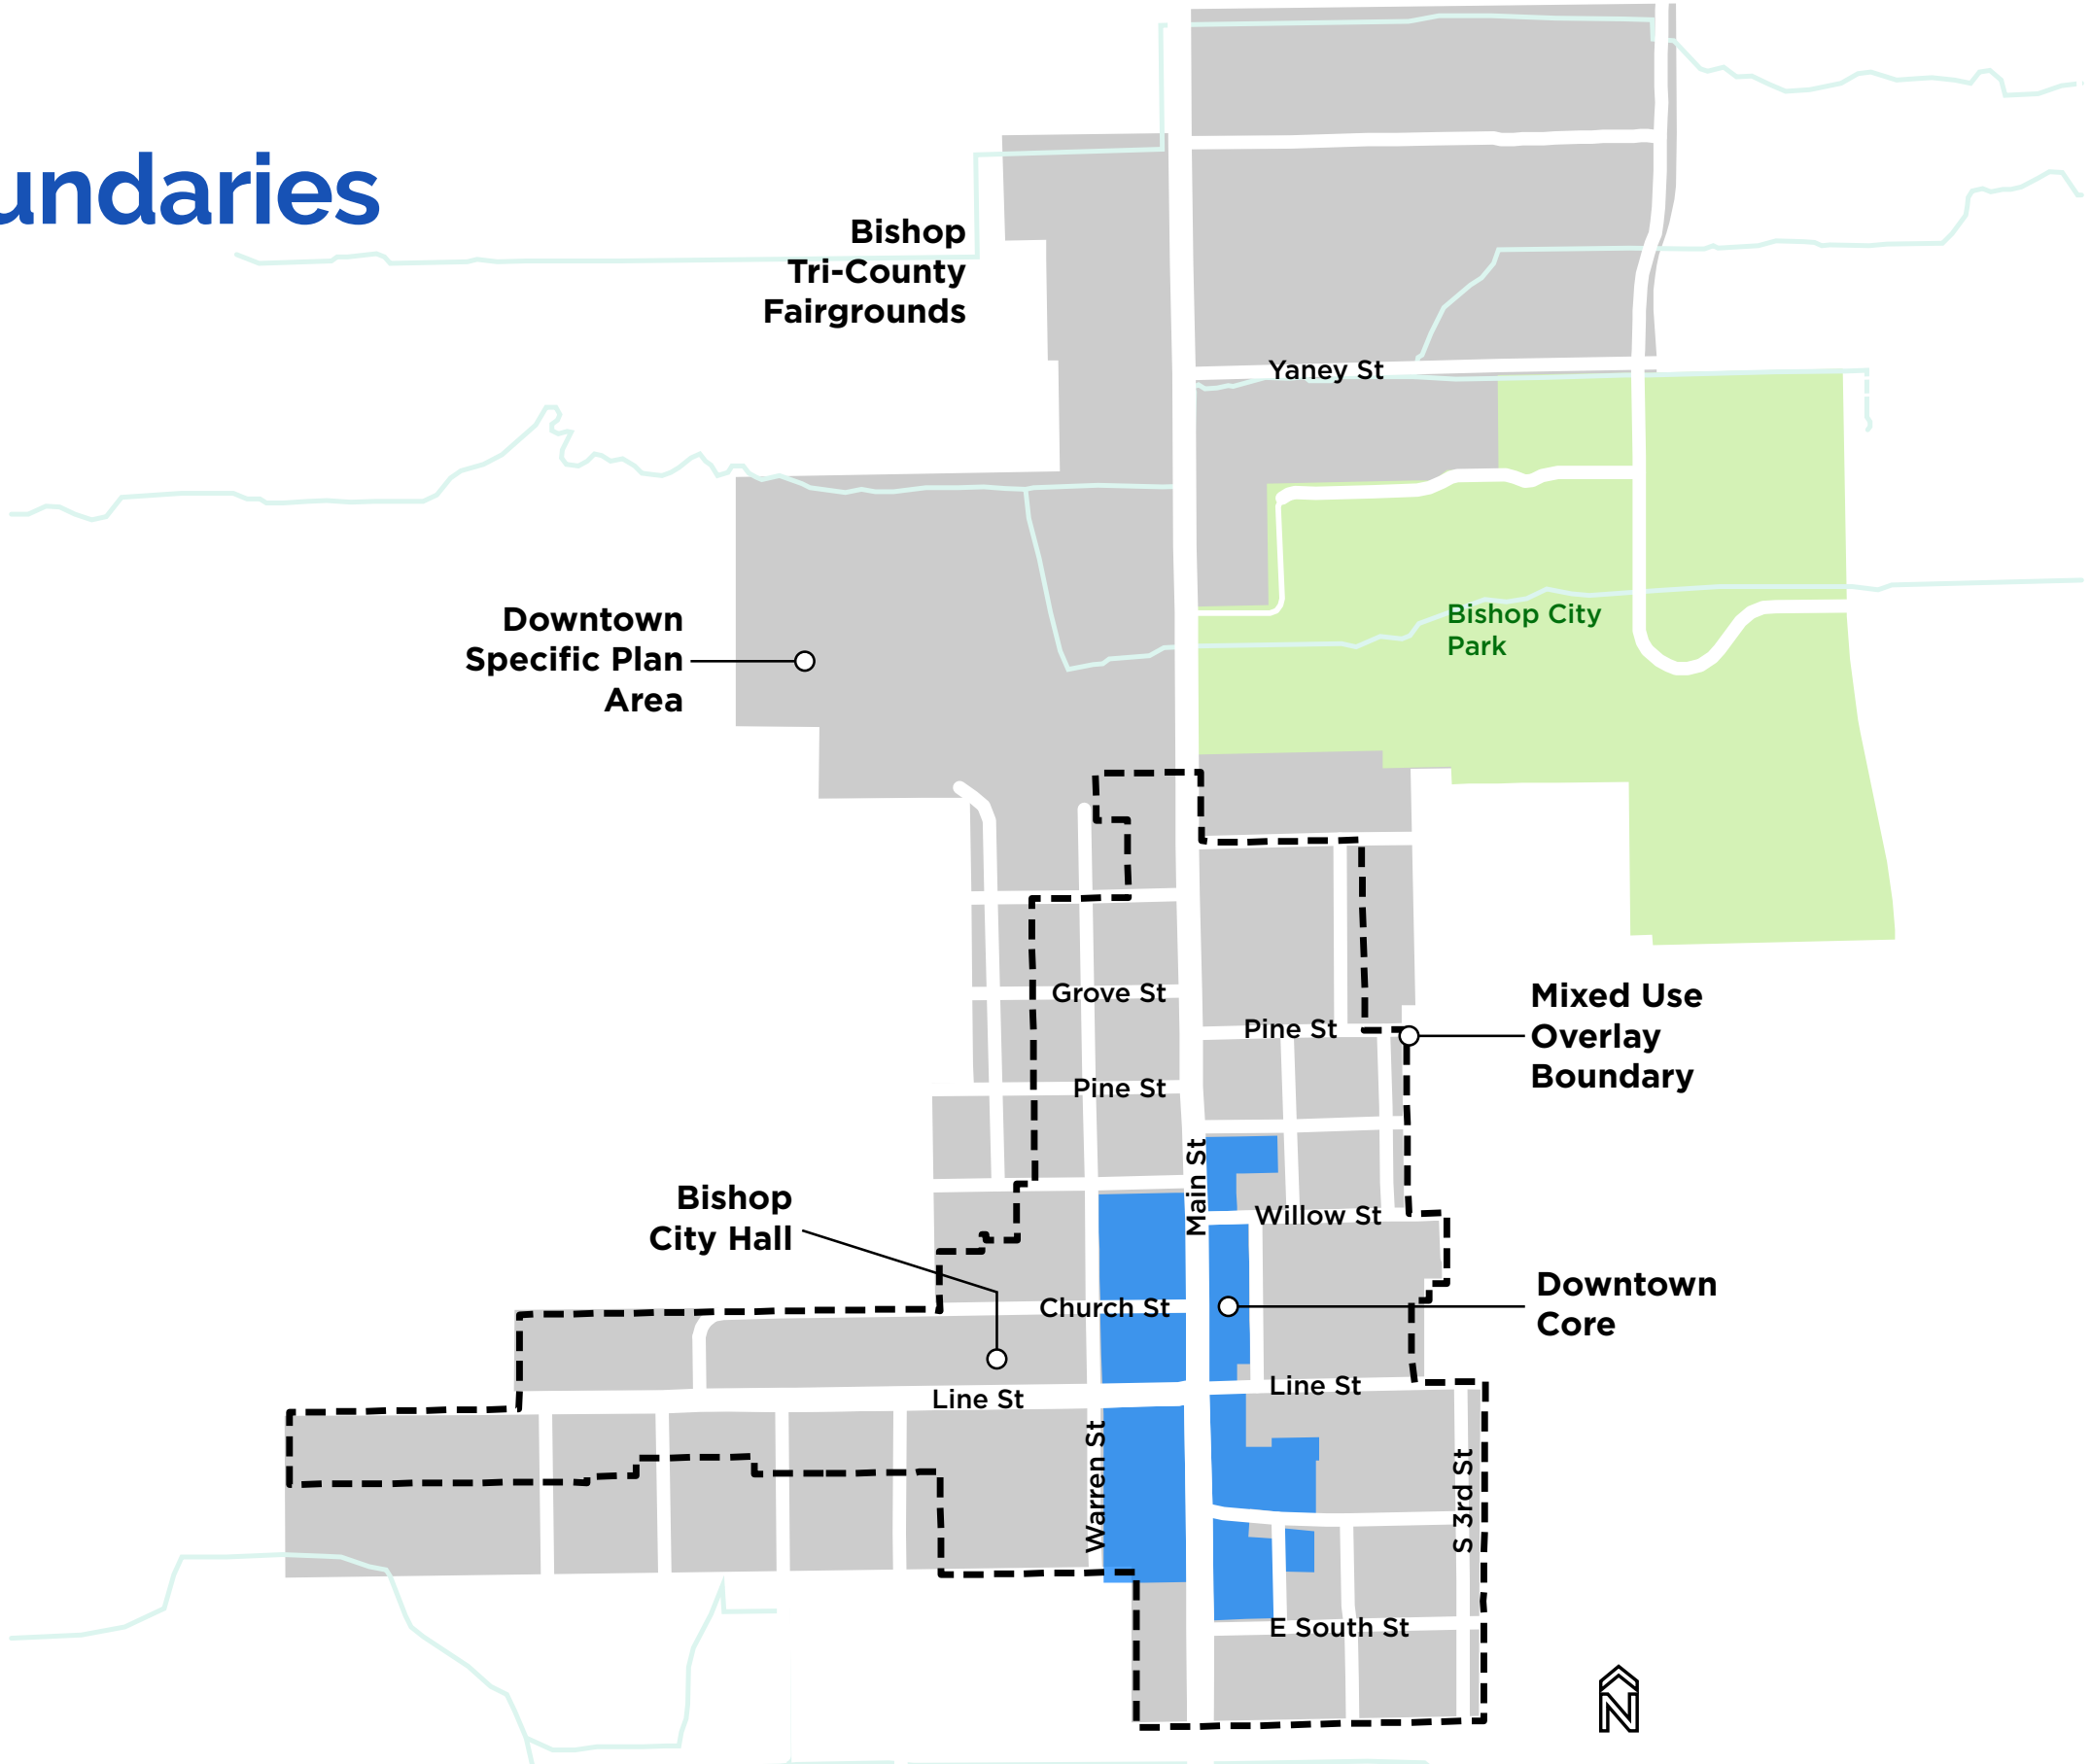 undaries
Bishop
Tri-County
Fairgrounds
Yaney St
Downtown
Specific Plan
Area
Bishop City
Park
Grove St
Mixed Use
Overlay
Boundary
Pine St
Pine St
Main St
Bishop
City Hall
Willow St
Downtown
Core
Church St
Line St
Line St
Warren St
S 3rd St
E South St
N